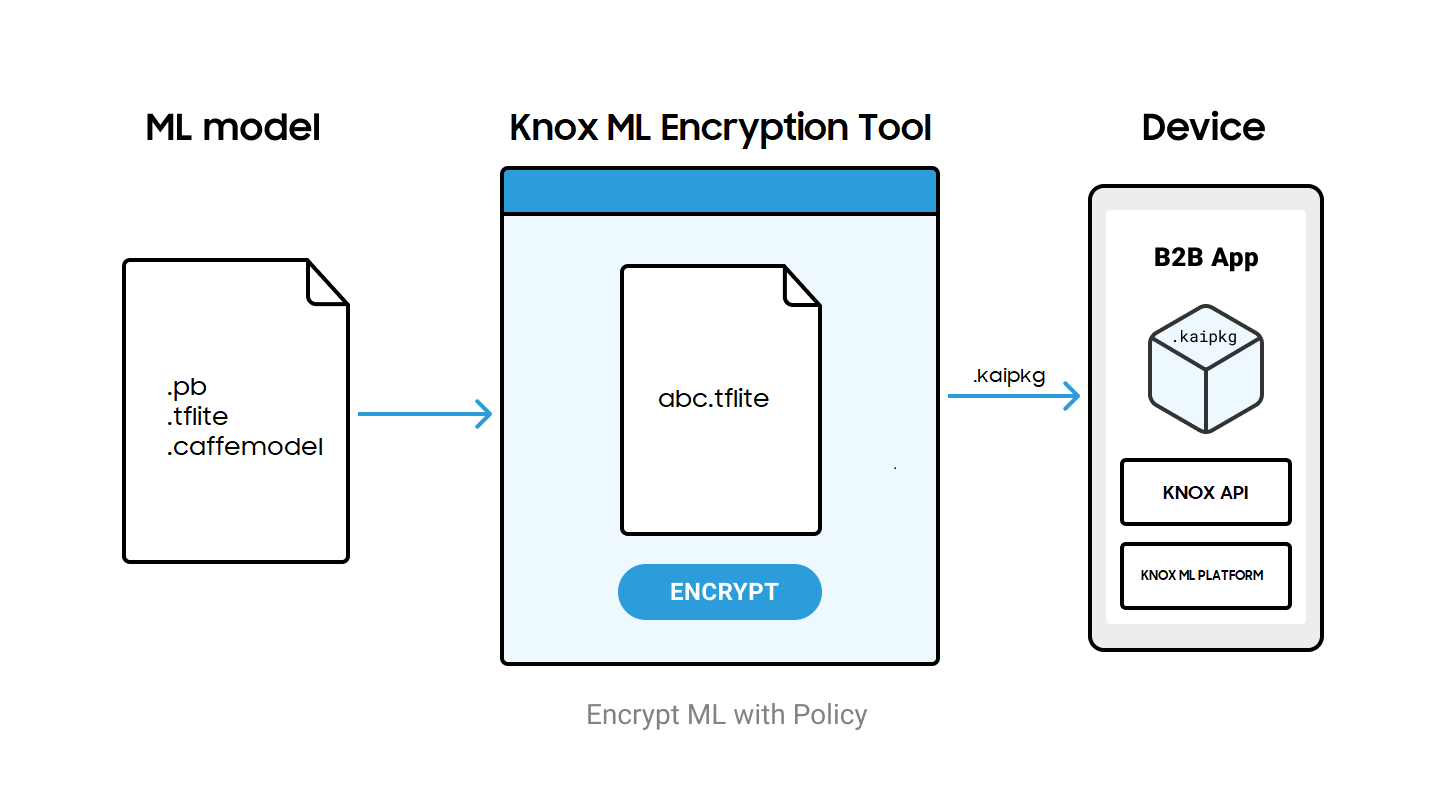 ML model
.pb
.tflite
.caffemodel
Knox ML Encryption Tool
abc.tflite
ENCRYPT
Encrypt ML with Policy
.kaipkg
Device
B2B App
.kaipkg
KNOX API
KNOX ML PLATFORM